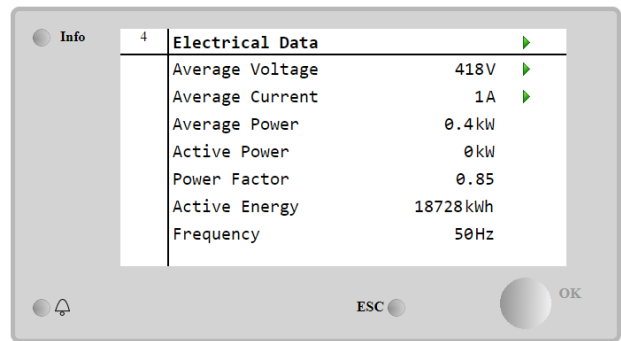 Info
4 Electrical Data
Average Voltage 418V
Average Current 1A
Average Power 0.4kW
Active Power 0kW
Power Factor 0.85
Active Energy 18728kWh
Frequency 50Hz
ESC
OK